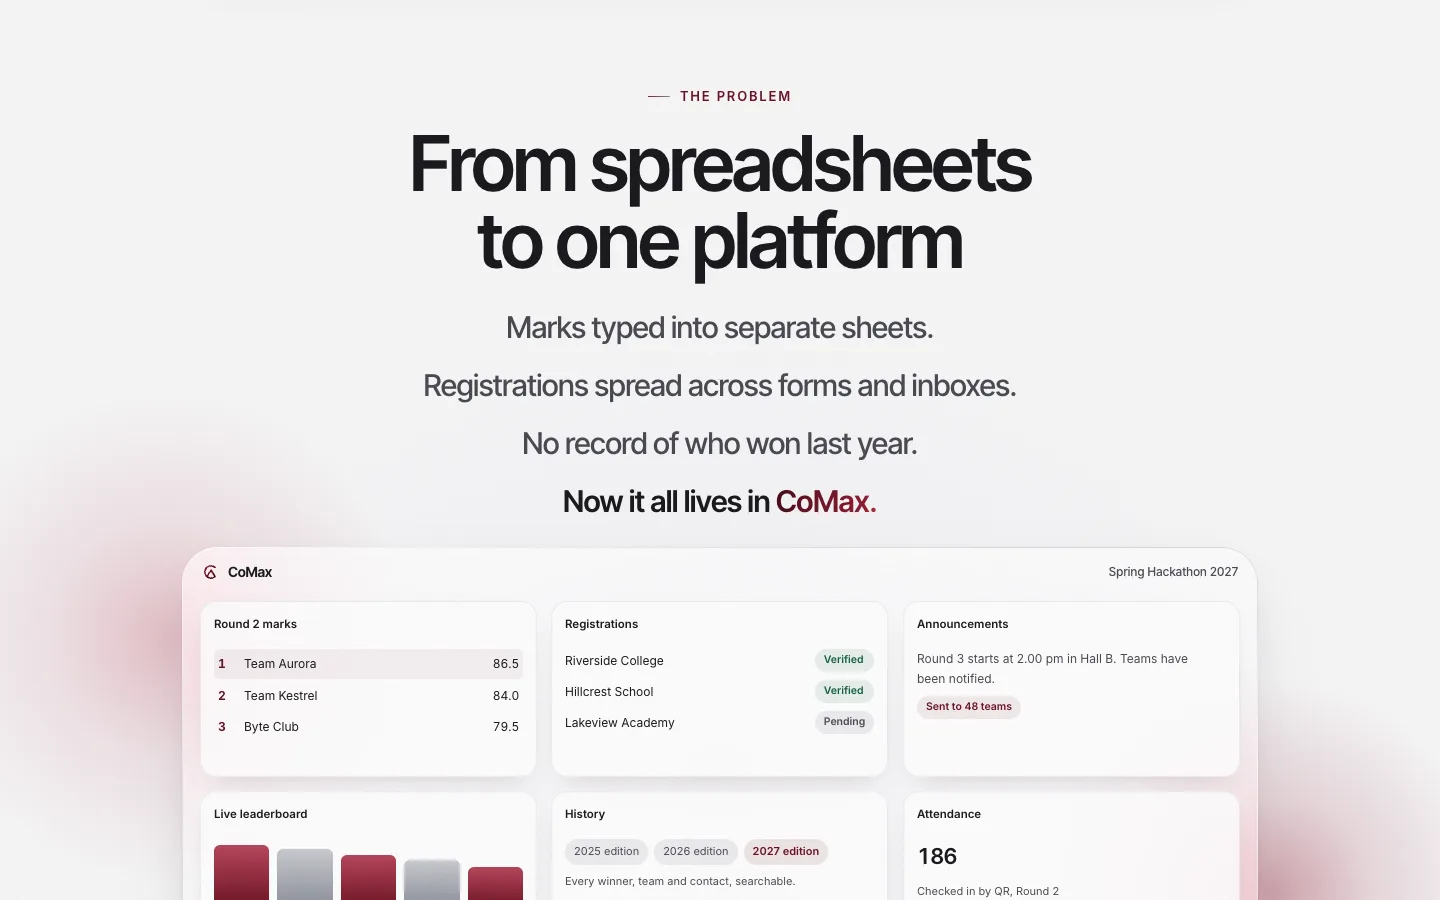 THE PROBLEM
From spreadsheets
to one platform
Marks typed into separate sheets.
Registrations spread across forms and inboxes.
No record of who won last year.
Now it all lives in CoMax.
CoMax
Spring Hackathon 2027
Round 2 marks
1 Team Aurora 86.5
2 Team Kestrel 84.0
3 Byte Club 79.5
Registrations
Riverside College Verified
Hillcrest School Verified
Lakeview Academy Pending
Announcements
Round 3 starts at 2.00 pm in Hall B. Teams have
been notified.
Sent to 48 teams
Live leaderboard
History
2025 edition 2026 edition 2027 edition
Every winner, team and contact, searchable.
Attendance
186
Checked in by QR, Round 2